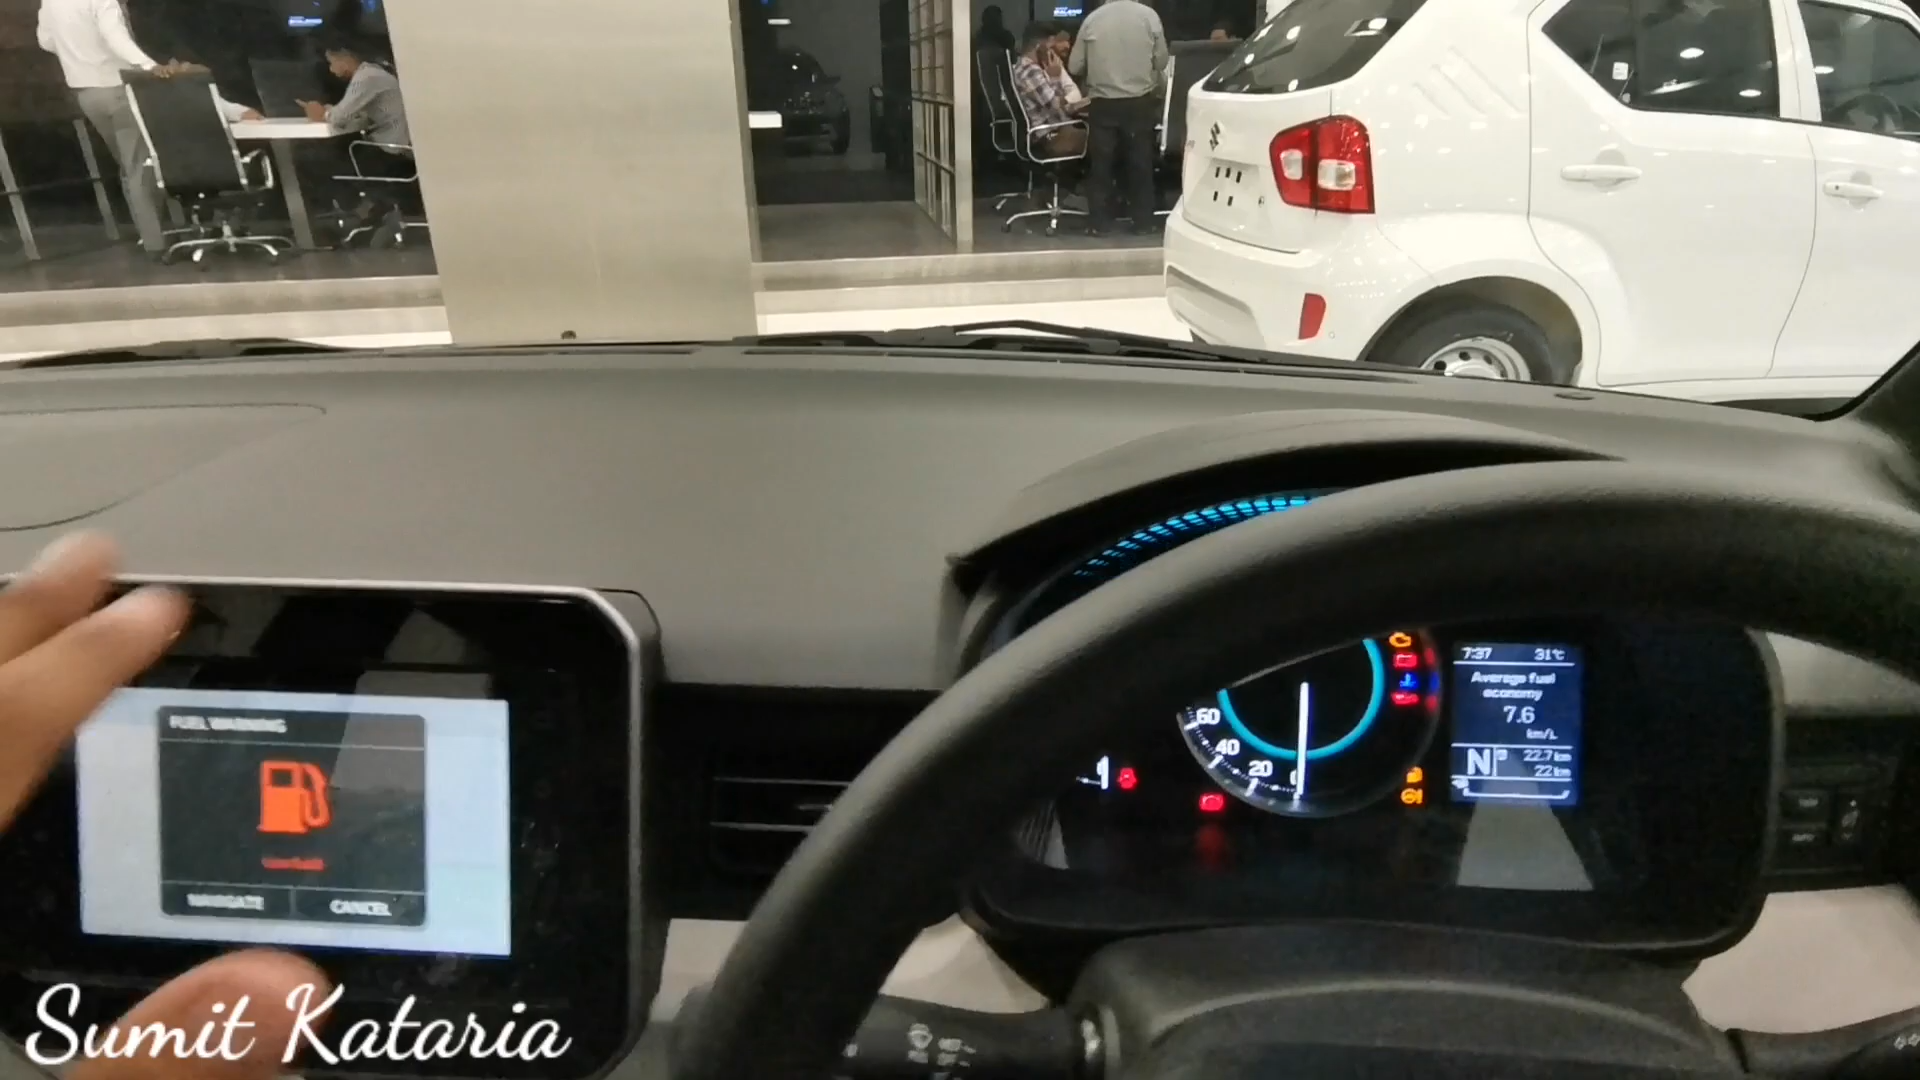 FUEL WARNING
NAVIGATE
CANCEL
60
40
20
0
7:37 31°C
Average fuel
economy
7.6
km/L
N
22.7 km
22 km
Sumit Kataria